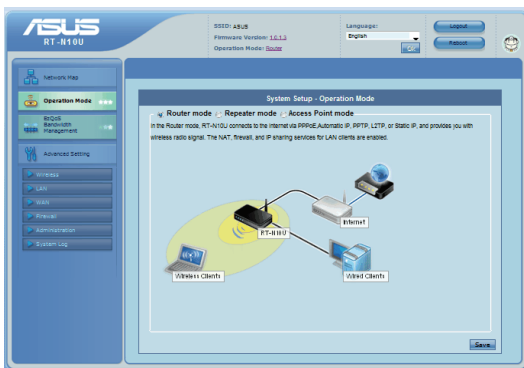 ASUS
RT-N10U
SSID: ASUS
Firmware Version: 1.0.1.3
Operation Mode: Router
Language:
English
Logout
Reboot
Network Map
Operation Mode
EzQoS
Bandwidth
Management
Advanced Setting
Wireless
LAN
WAN
Firewall
Administration
System Log
System Setup - Operation Mode
Router mode Repeater mode Access Point mode
In the Router mode, RT-N10U connects to the internet via PPPoE,Automatic IP, PPTP, L2TP, or Static IP, and provides you with
wireless radio signal. The NAT, firewall, and IP sharing services for LAN clients are enabled.
Internet
RT-N10U
Wireless Clients
Wired Clients
Save